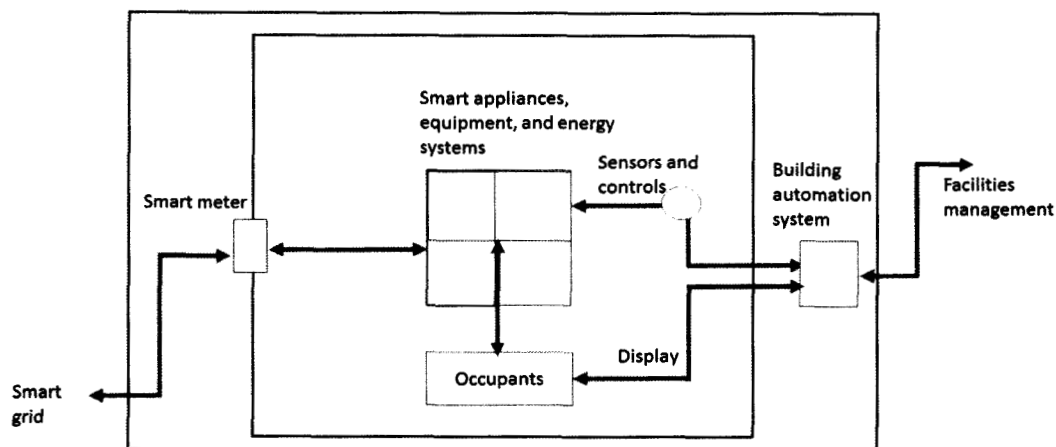 Smart appliances,
equipment, and energy
systems
Sensors and
controls
Building
automation
system
Facilities
management
Smart meter
Display
Occupants
Smart
grid